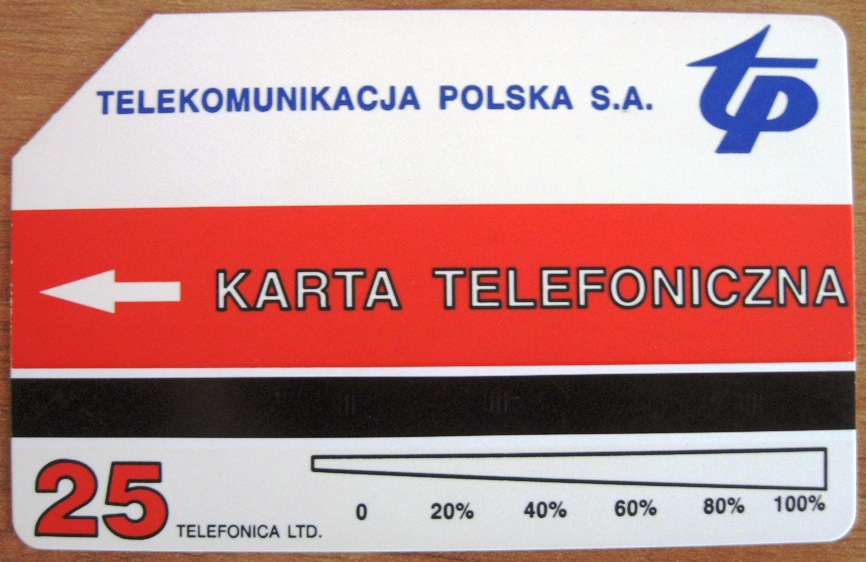 TELEKOMUNIKACJA POLSKA S.A.
tp
KARTA TELEFONICZNA
25
TELEFONICA LTD.
0 20% 40% 60% 80% 100%